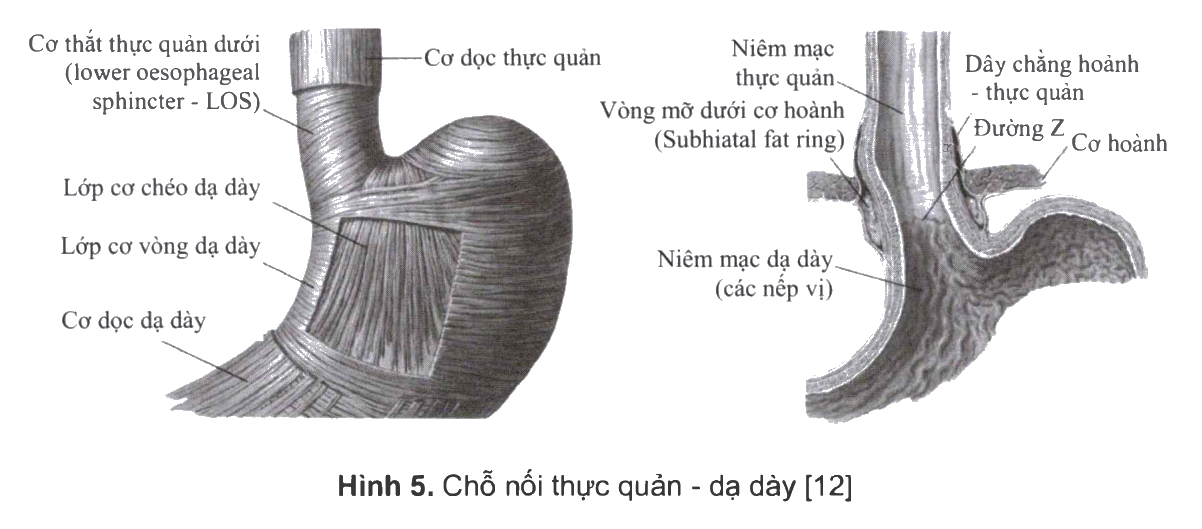 Cơ thắt thực quản dưới
(lower oesophageal
sphincter - LOS)
Cơ dọc thực quản
Lớp cơ chéo dạ dày
Lớp cơ vòng dạ dày
Cơ dọc dạ dày
Niêm mạc
thực quản
Vòng mỡ dưới cơ hoành
(Subhiatal fat ring)
Dây chằng hoành
- thực quản
Đường Z
Cơ hoành
Niêm mạc dạ dày
(các nếp vị)
Hình 5. Chỗ nối thực quản - dạ dày [12]